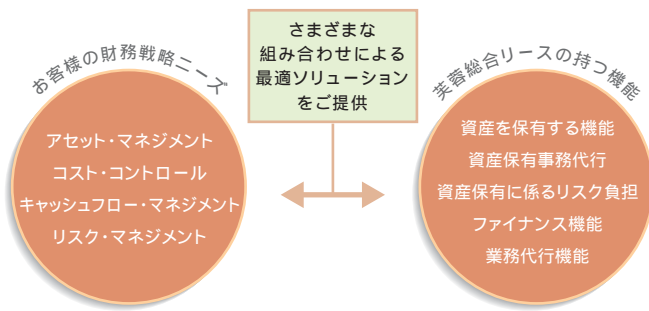 お客様の財務戦略ニーズ
アセット・マネジメント
コスト・コントロール
キャッシュフロー・マネジメント
リスク・マネジメント
さまざまな
組み合わせによる
最適ソリューション
をご提供
芙蓉総合リースの持つ機能
資産を保有する機能
資産保有事務代行
資産保有に係るリスク負担
ファイナンス機能
業務代行機能